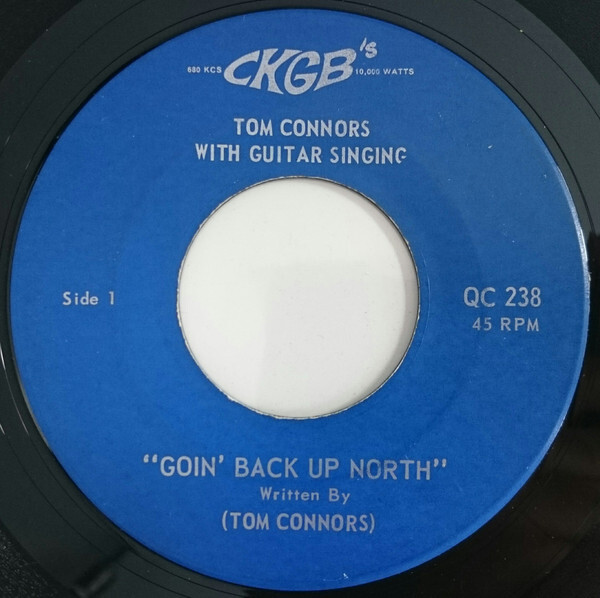 CKGB's
680 KCS 10,000 WATTS
TOM CONNORS
WITH GUITAR SINGING
Side 1
QC 238
45 RPM
"GOIN' BACK UP NORTH"
Written By
(TOM CONNORS)